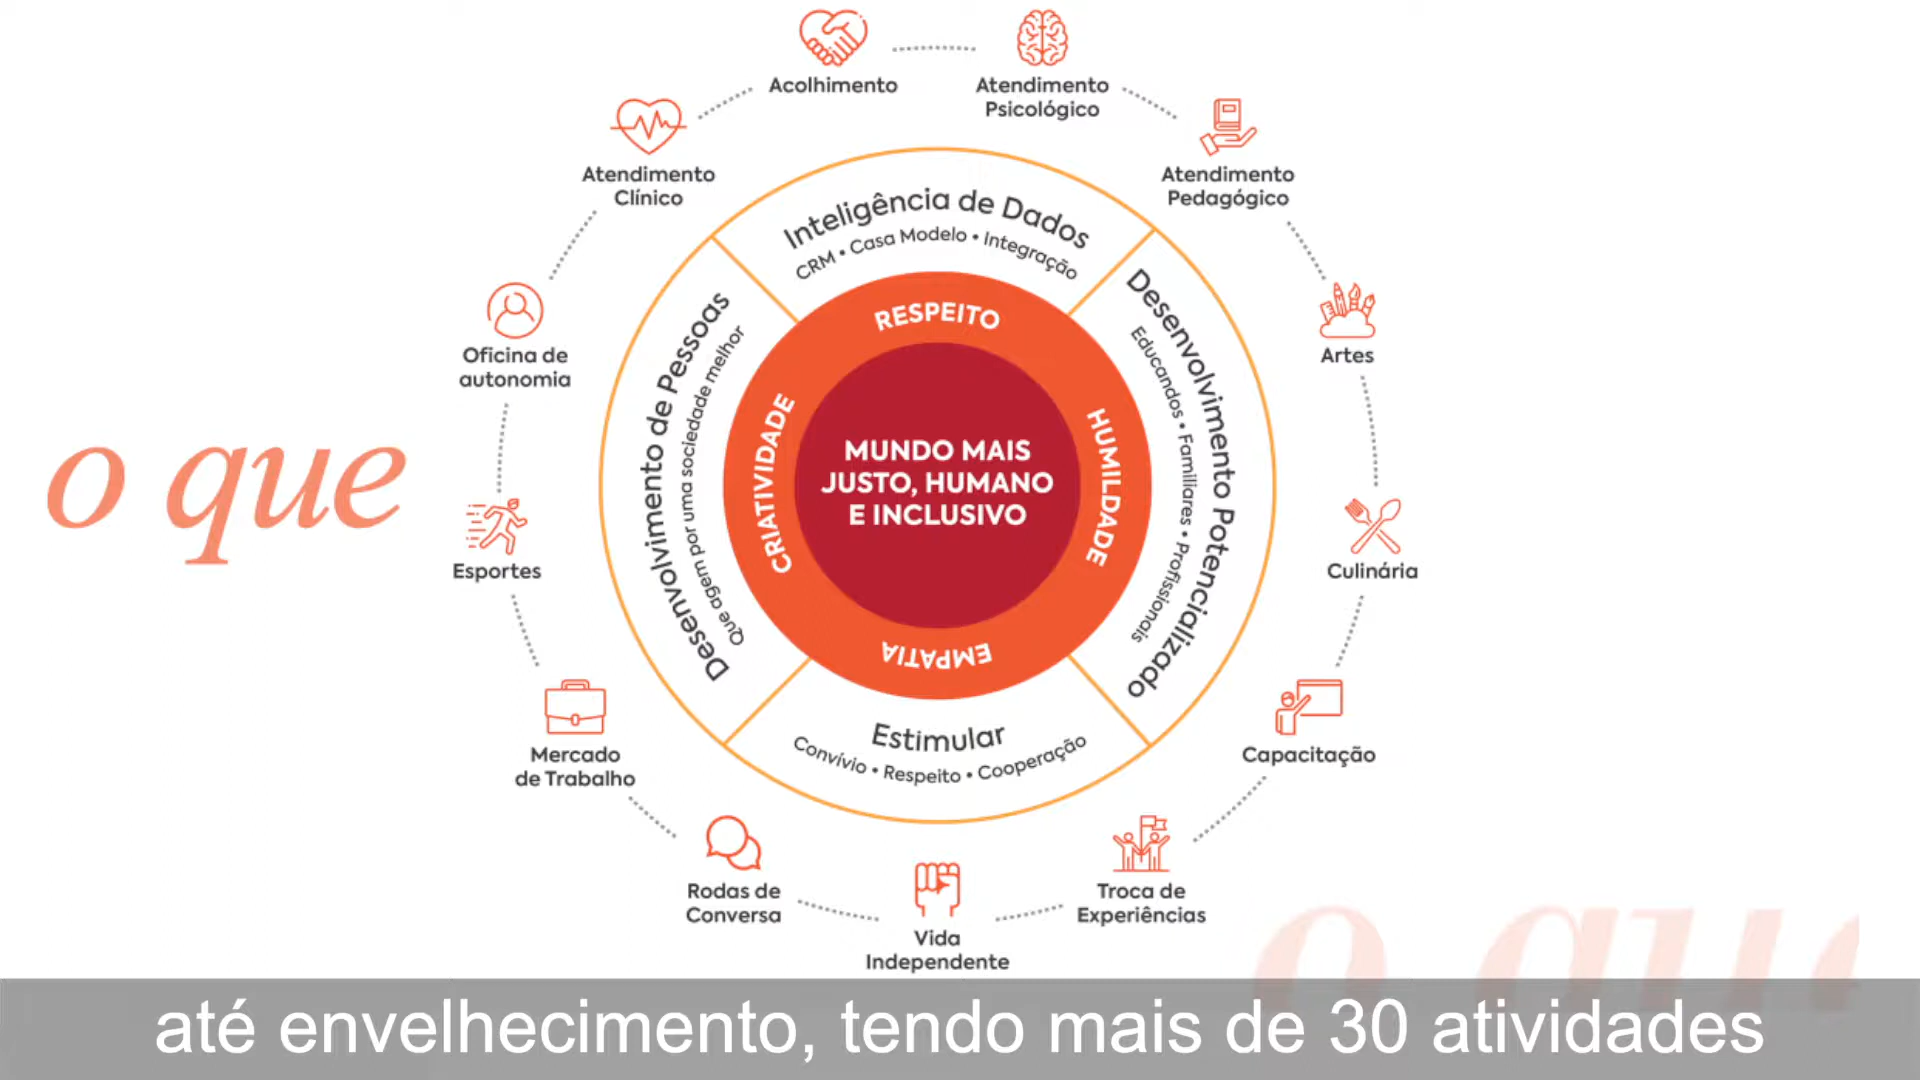 Acolhimento
Atendimento
Psicológico
Atendimento
Clínico
Atendimento
Pedagógico
Inteligência de Dados
CRM • Casa Modelo • Integração
Desenvolvimento de Pessoas
Que agem por uma sociedade melhor
Desenvolvimento Potencializado
Educandos • Familiares • Profissionais
RESPEITO
CRIATIVIDADE
HUMILDADE
EMPATIA
MUNDO MAIS
JUSTO, HUMANO
E INCLUSIVO
Oficina de
autonomia
Artes
o que
Esportes
Culinária
Estimular
Convívio • Respeito • Cooperação
Mercado
de Trabalho
Capacitação
Rodas de
Conversa
Vida
Independente
Troca de
Experiências
o que
até envelhecimento, tendo mais de 30 atividades